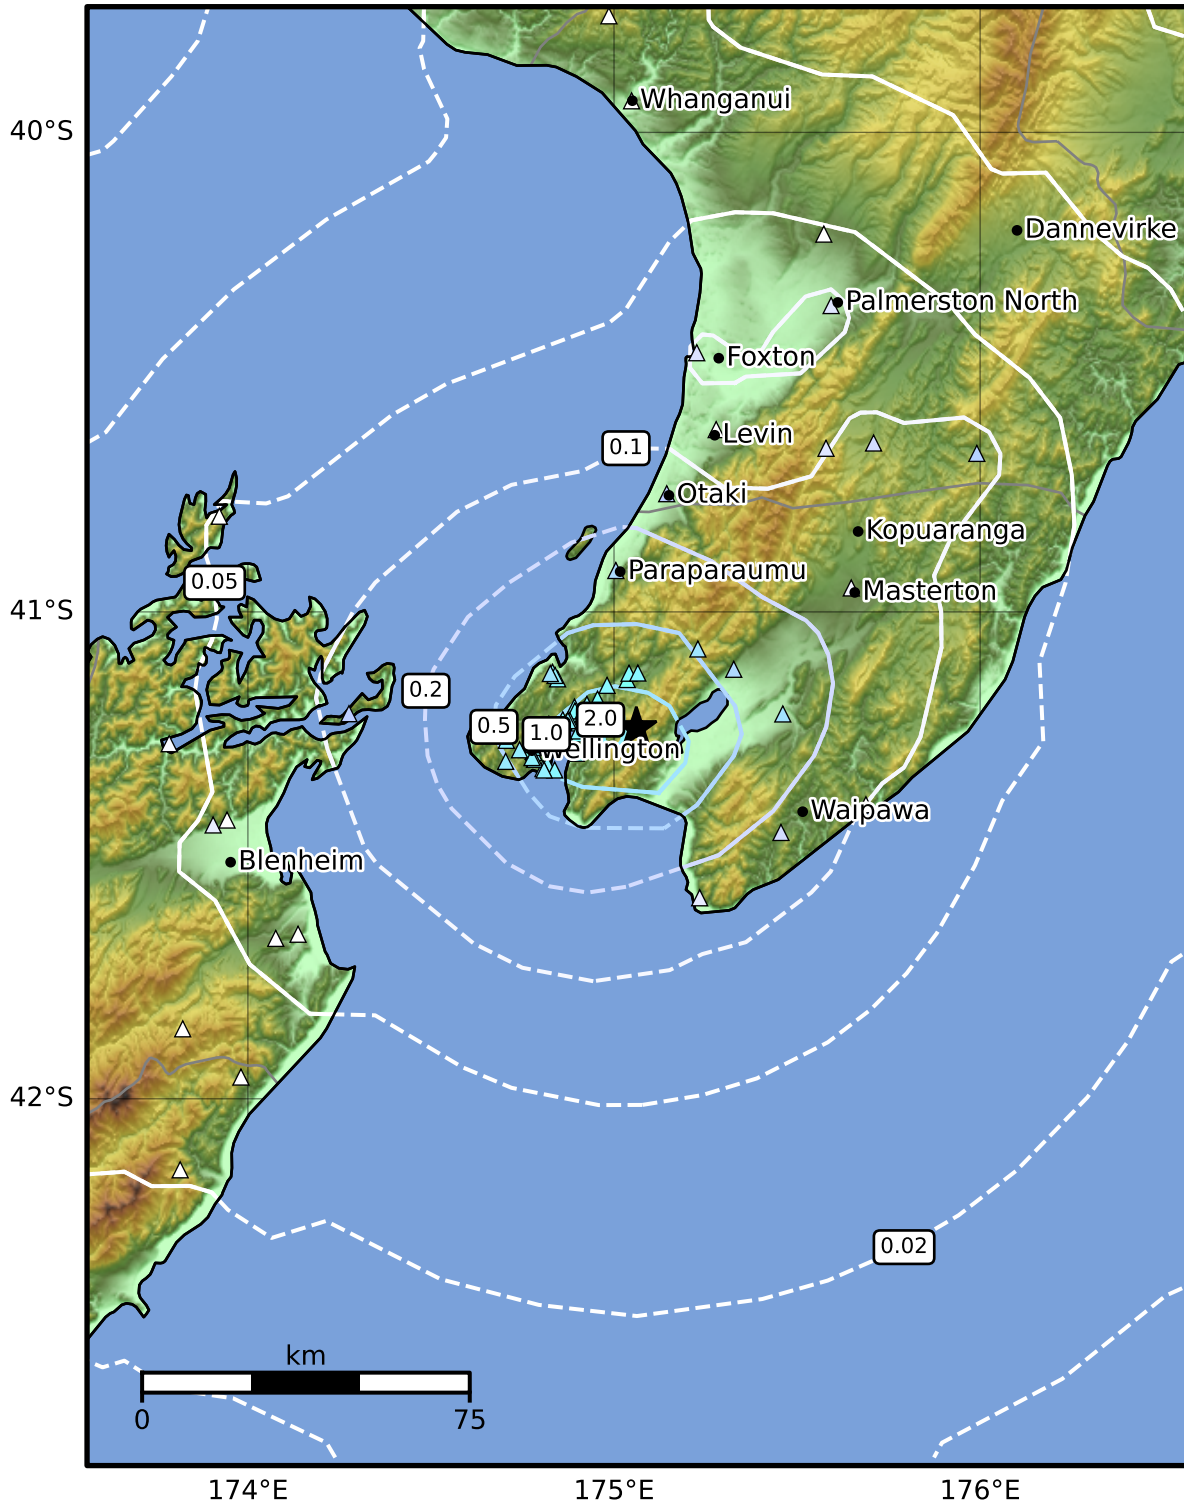 Whanganui
40°S
Dannevirke
Palmerston North
Foxton
Levin
0.1
Otaki
Kopuaranga
Paraparaumu
0.05
Masterton
41°S
0.2
0.5
1.0
2.0
Wellington
Waipawa
Blenheim
42°S
0.02
km
0
75
174°E
175°E
176°E